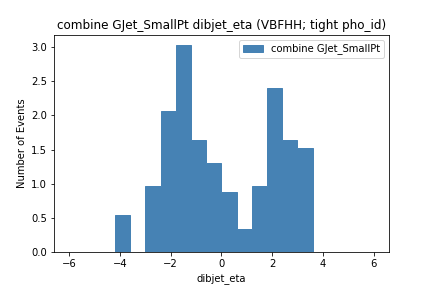 combine GJet_SmallPt dibjet_eta (VBFHH; tight pho_id)
combine GJet_SmallPt
Number of Events
3.0
2.5
2.0
1.5
1.0
0.5
0.0
−6 −4 −2 0 2 4 6
dibjet_eta